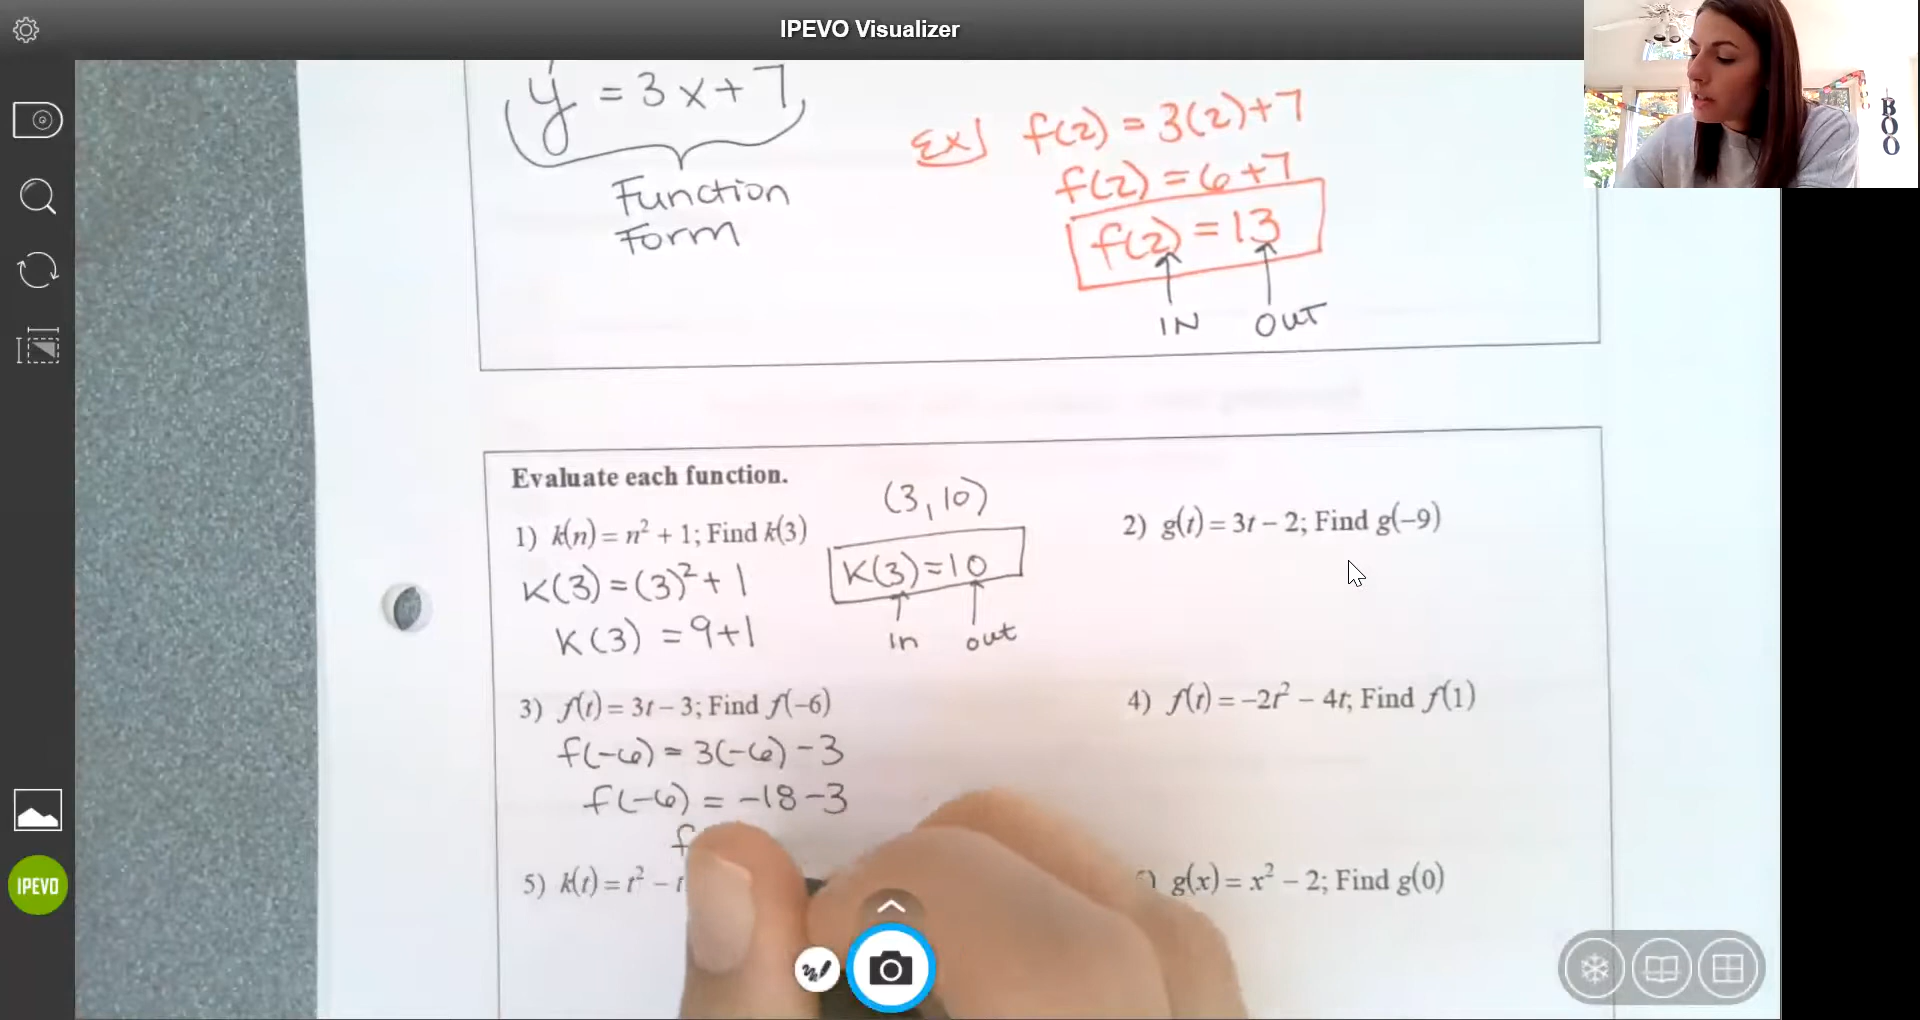 IPEVO Visualizer
BOO
y = 3x+7
Function
Form
Ex] f(2) = 3(2)+7
f(2) = 6+7
f(2) = 13
IN OUT
Evaluate each function.
1) k(n) = n² + 1; Find k(3)
K(3) = (3)² + 1
K(3) = 9+1
(3,10)
K(3)=10
in out
2) g(t) = 3t − 2; Find g(−9)
3) f(t) = 3t − 3; Find f(−6)
f(-6) = 3(-6) -3
f(-6) = -18-3
f
4) f(t) = −2t² − 4t; Find f(1)
5) k(t) = t² − t
) g(x) = x² − 2; Find g(0)
IPEVO